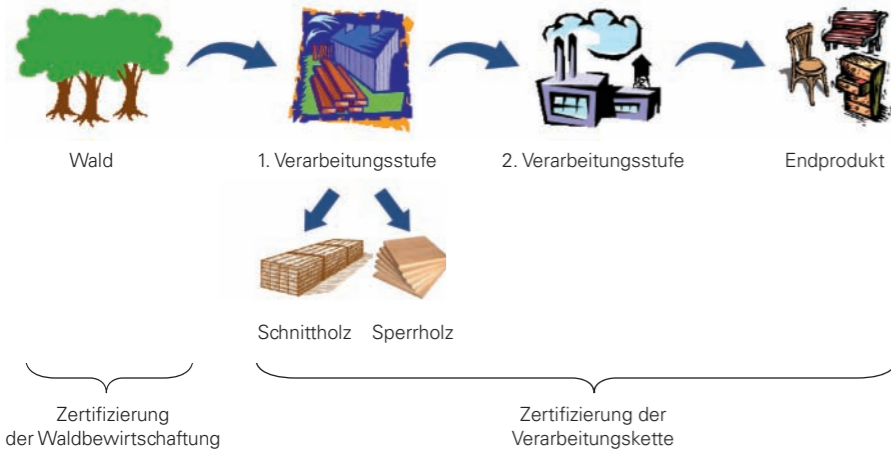 Wald
1. Verarbeitungsstufe
2. Verarbeitungsstufe
Endprodukt
Schnittholz
Sperrholz
Zertifizierung
der Waldbewirtschaftung
Zertifizierung der
Verarbeitungskette